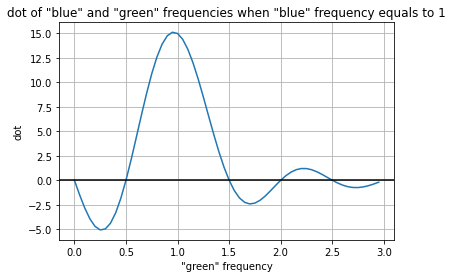 dot of "blue" and "green" frequencies when "blue" frequency equals to 1
15.0
12.5
10.0
7.5
5.0
2.5
0.0
−2.5
−5.0
dot
0.0 0.5 1.0 1.5 2.0 2.5 3.0
"green" frequency